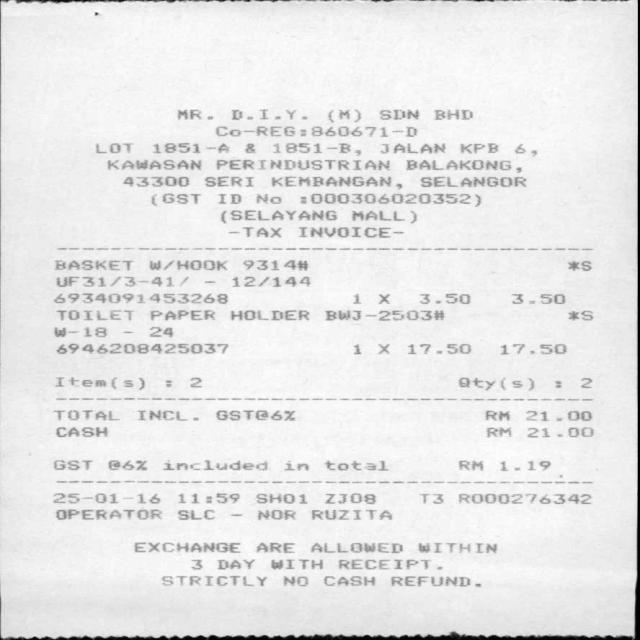 MR. D.I.Y. (M) SDN BHD
Co-REG:860671-D
LOT 1851-A & 1851-B, JALAN KPB 6,
KAWASAN PERINDUSTRIAN BALAKONG,
43300 SERI KEMBANGAN, SELANGOR
(GST ID No :000306020352)
(SELAYANG MALL)
-TAX INVOICE-
BASKET W/HOOK 9314# *S
UF31/3-41/ - 12/144
6934091453268 1 X 3.50 3.50
TOILET PAPER HOLDER BWJ-2503# *S
W-18 - 24
6946208425037 1 X 17.50 17.50
Item(s) : 2 Qty(s) : 2
TOTAL INCL. GST@6% RM 21.00
CASH RM 21.00
GST @6% included in total RM 1.19
25-01-16 11:59 SH01 ZJ08 T3 R000276342
OPERATOR SLC - NOR RUZITA
EXCHANGE ARE ALLOWED WITHIN
3 DAY WITH RECEIPT.
STRICTLY NO CASH REFUND.